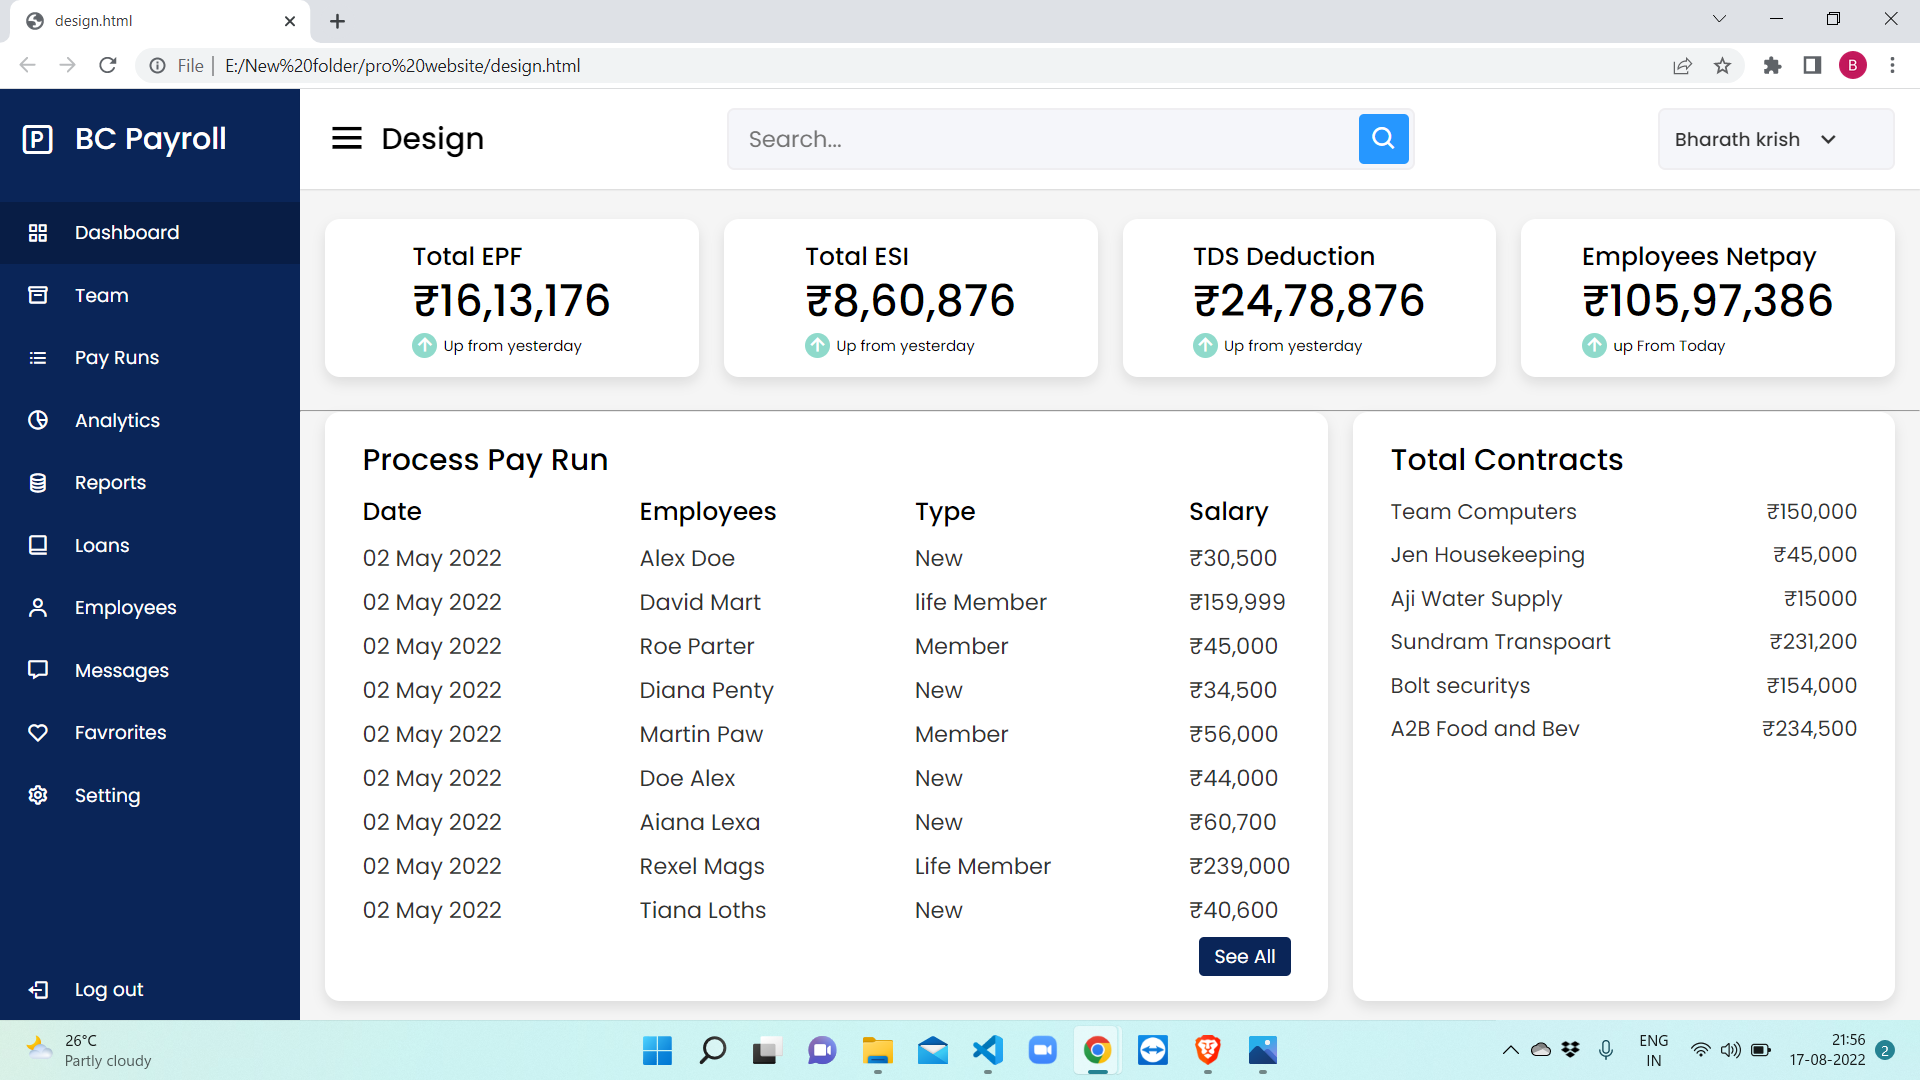 design.html
File | E:/New%20folder/pro%20website/design.html
B
P BC Payroll
Design
Search...
Bharath krish
Dashboard
Team
Pay Runs
Analytics
Reports
Loans
Employees
Messages
Favrorites
Setting
Log out
Total EPF
₹16,13,176
Up from yesterday
Total ESI
₹8,60,876
Up from yesterday
TDS Deduction
₹24,78,876
Up from yesterday
Employees Netpay
₹105,97,386
up From Today
Process Pay Run
Date Employees Type Salary
02 May 2022 Alex Doe New ₹30,500
02 May 2022 David Mart life Member ₹159,999
02 May 2022 Roe Parter Member ₹45,000
02 May 2022 Diana Penty New ₹34,500
02 May 2022 Martin Paw Member ₹56,000
02 May 2022 Doe Alex New ₹44,000
02 May 2022 Aiana Lexa New ₹60,700
02 May 2022 Rexel Mags Life Member ₹239,000
02 May 2022 Tiana Loths New ₹40,600
See All
Total Contracts
Team Computers ₹150,000
Jen Housekeeping ₹45,000
Aji Water Supply ₹15000
Sundram Transpoart ₹231,200
Bolt securitys ₹154,000
A2B Food and Bev ₹234,500
26°C
Partly cloudy
ENG
IN
21:56
17-08-2022
2